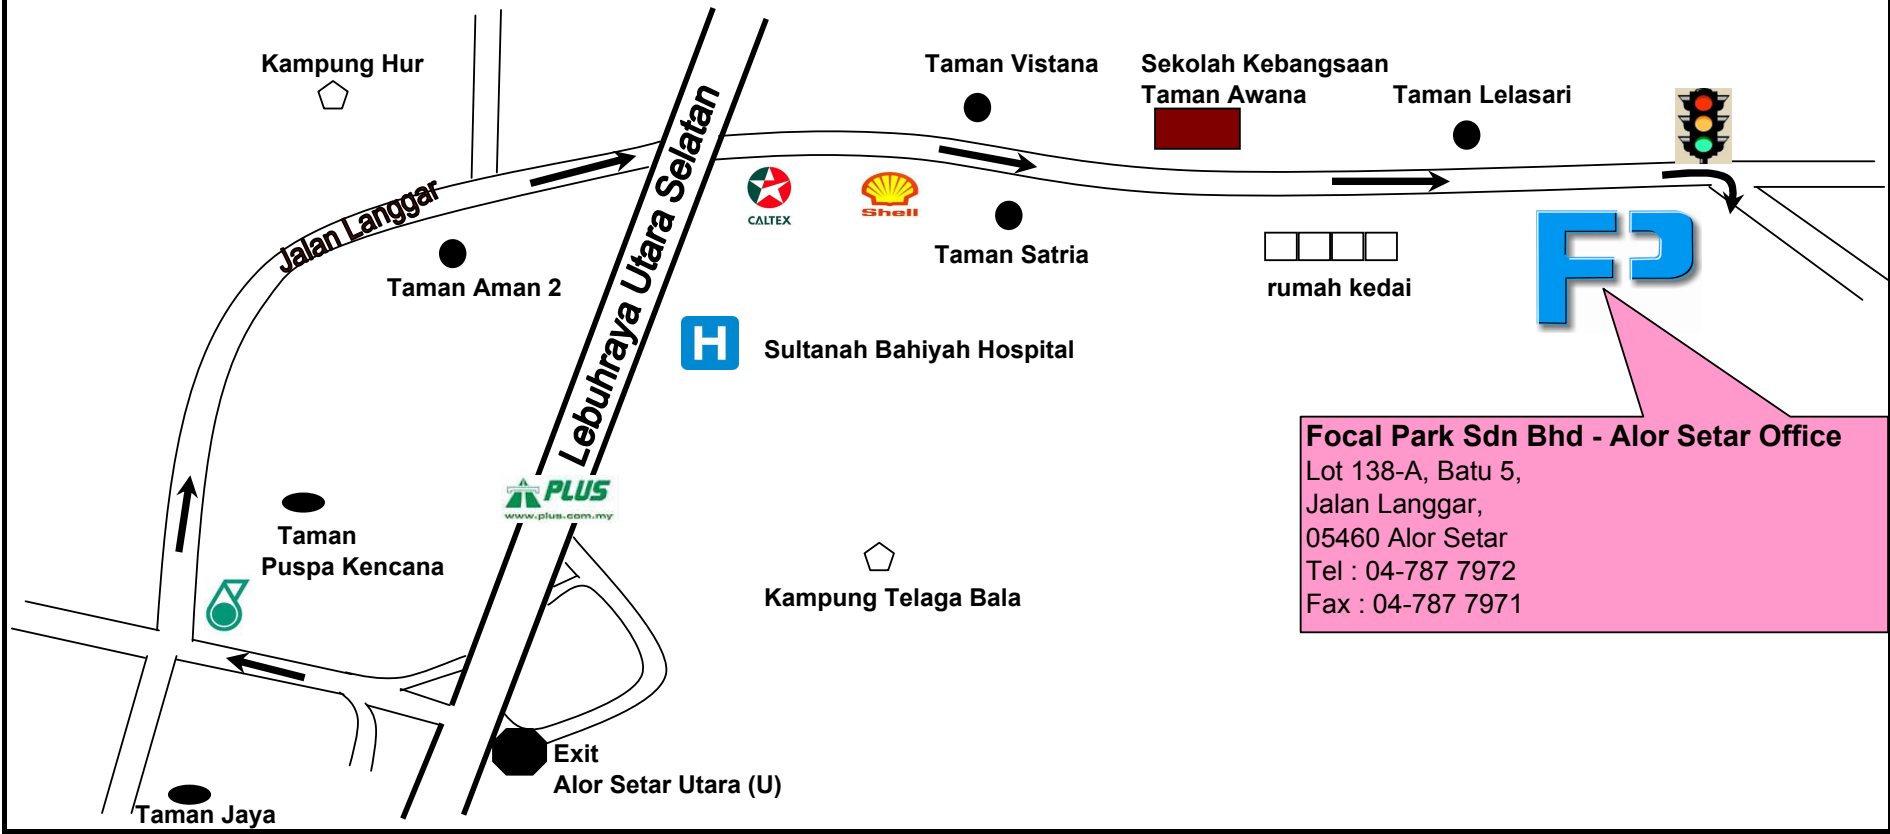 Kampung Hur
Taman Vistana
Sekolah Kebangsaan
Taman Awana
Taman Lelasari
Jalan Langgar
Lebuhraya Utara Selatan
CALTEX
Shell
Taman Aman 2
Taman Satria
rumah kedai
FP
H
Sultanah Bahiyah Hospital
Focal Park Sdn Bhd - Alor Setar Office
Lot 138-A, Batu 5,
Jalan Langgar,
05460 Alor Setar
Tel : 04-787 7972
Fax : 04-787 7971
PLUS
www.plus.com.my
Taman
Puspa Kencana
Kampung Telaga Bala
Exit
Alor Setar Utara (U)
Taman Jaya